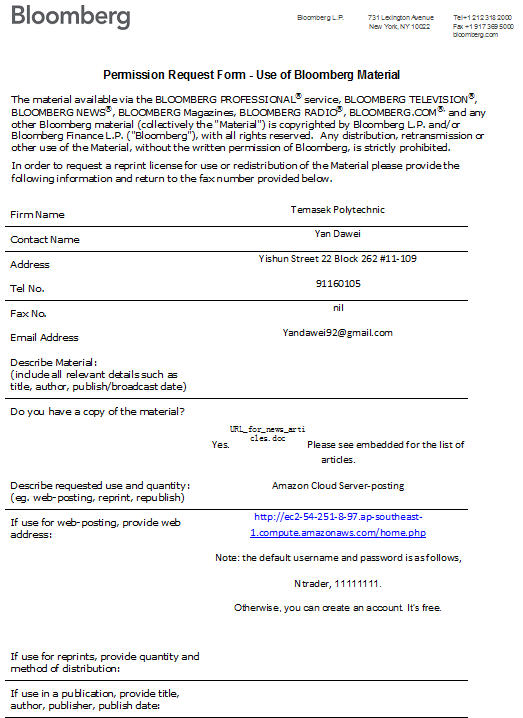 Bloomberg
Bloomberg L.P. 731 Lexington Avenue Tel+1 212 318 2000
New York, NY 10022 Fax +1 917 369 5000
bloomberg.com
Permission Request Form - Use of Bloomberg Material
The material available via the BLOOMBERG PROFESSIONAL® service, BLOOMBERG TELEVISION®,
BLOOMBERG NEWS®, BLOOMBERG Magazines, BLOOMBERG RADIO®, BLOOMBERG.COM®, and any
other Bloomberg material (collectively the "Material") is copyrighted by Bloomberg L.P. and/or
Bloomberg Finance L.P. ("Bloomberg"), with all rights reserved. Any distribution, retransmission or
other use of the Material, without the written permission of Bloomberg, is strictly prohibited.
In order to request a reprint license for use or redistribution of the Material please provide the
following information and return to the fax number provided below.
Firm Name Temasek Polytechnic
Contact Name Yan Dawei
Address Yishun Street 22 Block 262 #11-109
Tel No. 91160105
Fax No. nil
Email Address Yandawei92@gmail.com
Describe Material:
(include all relevant details such as
title, author, publish/broadcast date)
Do you have a copy of the material?
URL_for_news_arti
cles.doc
Yes. Please see embedded for the list of
articles.
Describe requested use and quantity: Amazon Cloud Server-posting
(eg. web-posting, reprint, republish)
If use for web-posting, provide web http://ec2-54-251-8-97.ap-southeast-
address: 1.compute.amazonaws.com/home.php
Note: the default username and password is as follows,
Ntrader, 11111111.
Otherwise, you can create an account. It's free.
If use for reprints, provide quantity and
method of distribution:
If use in a publication, provide title,
author, publisher, publish date: